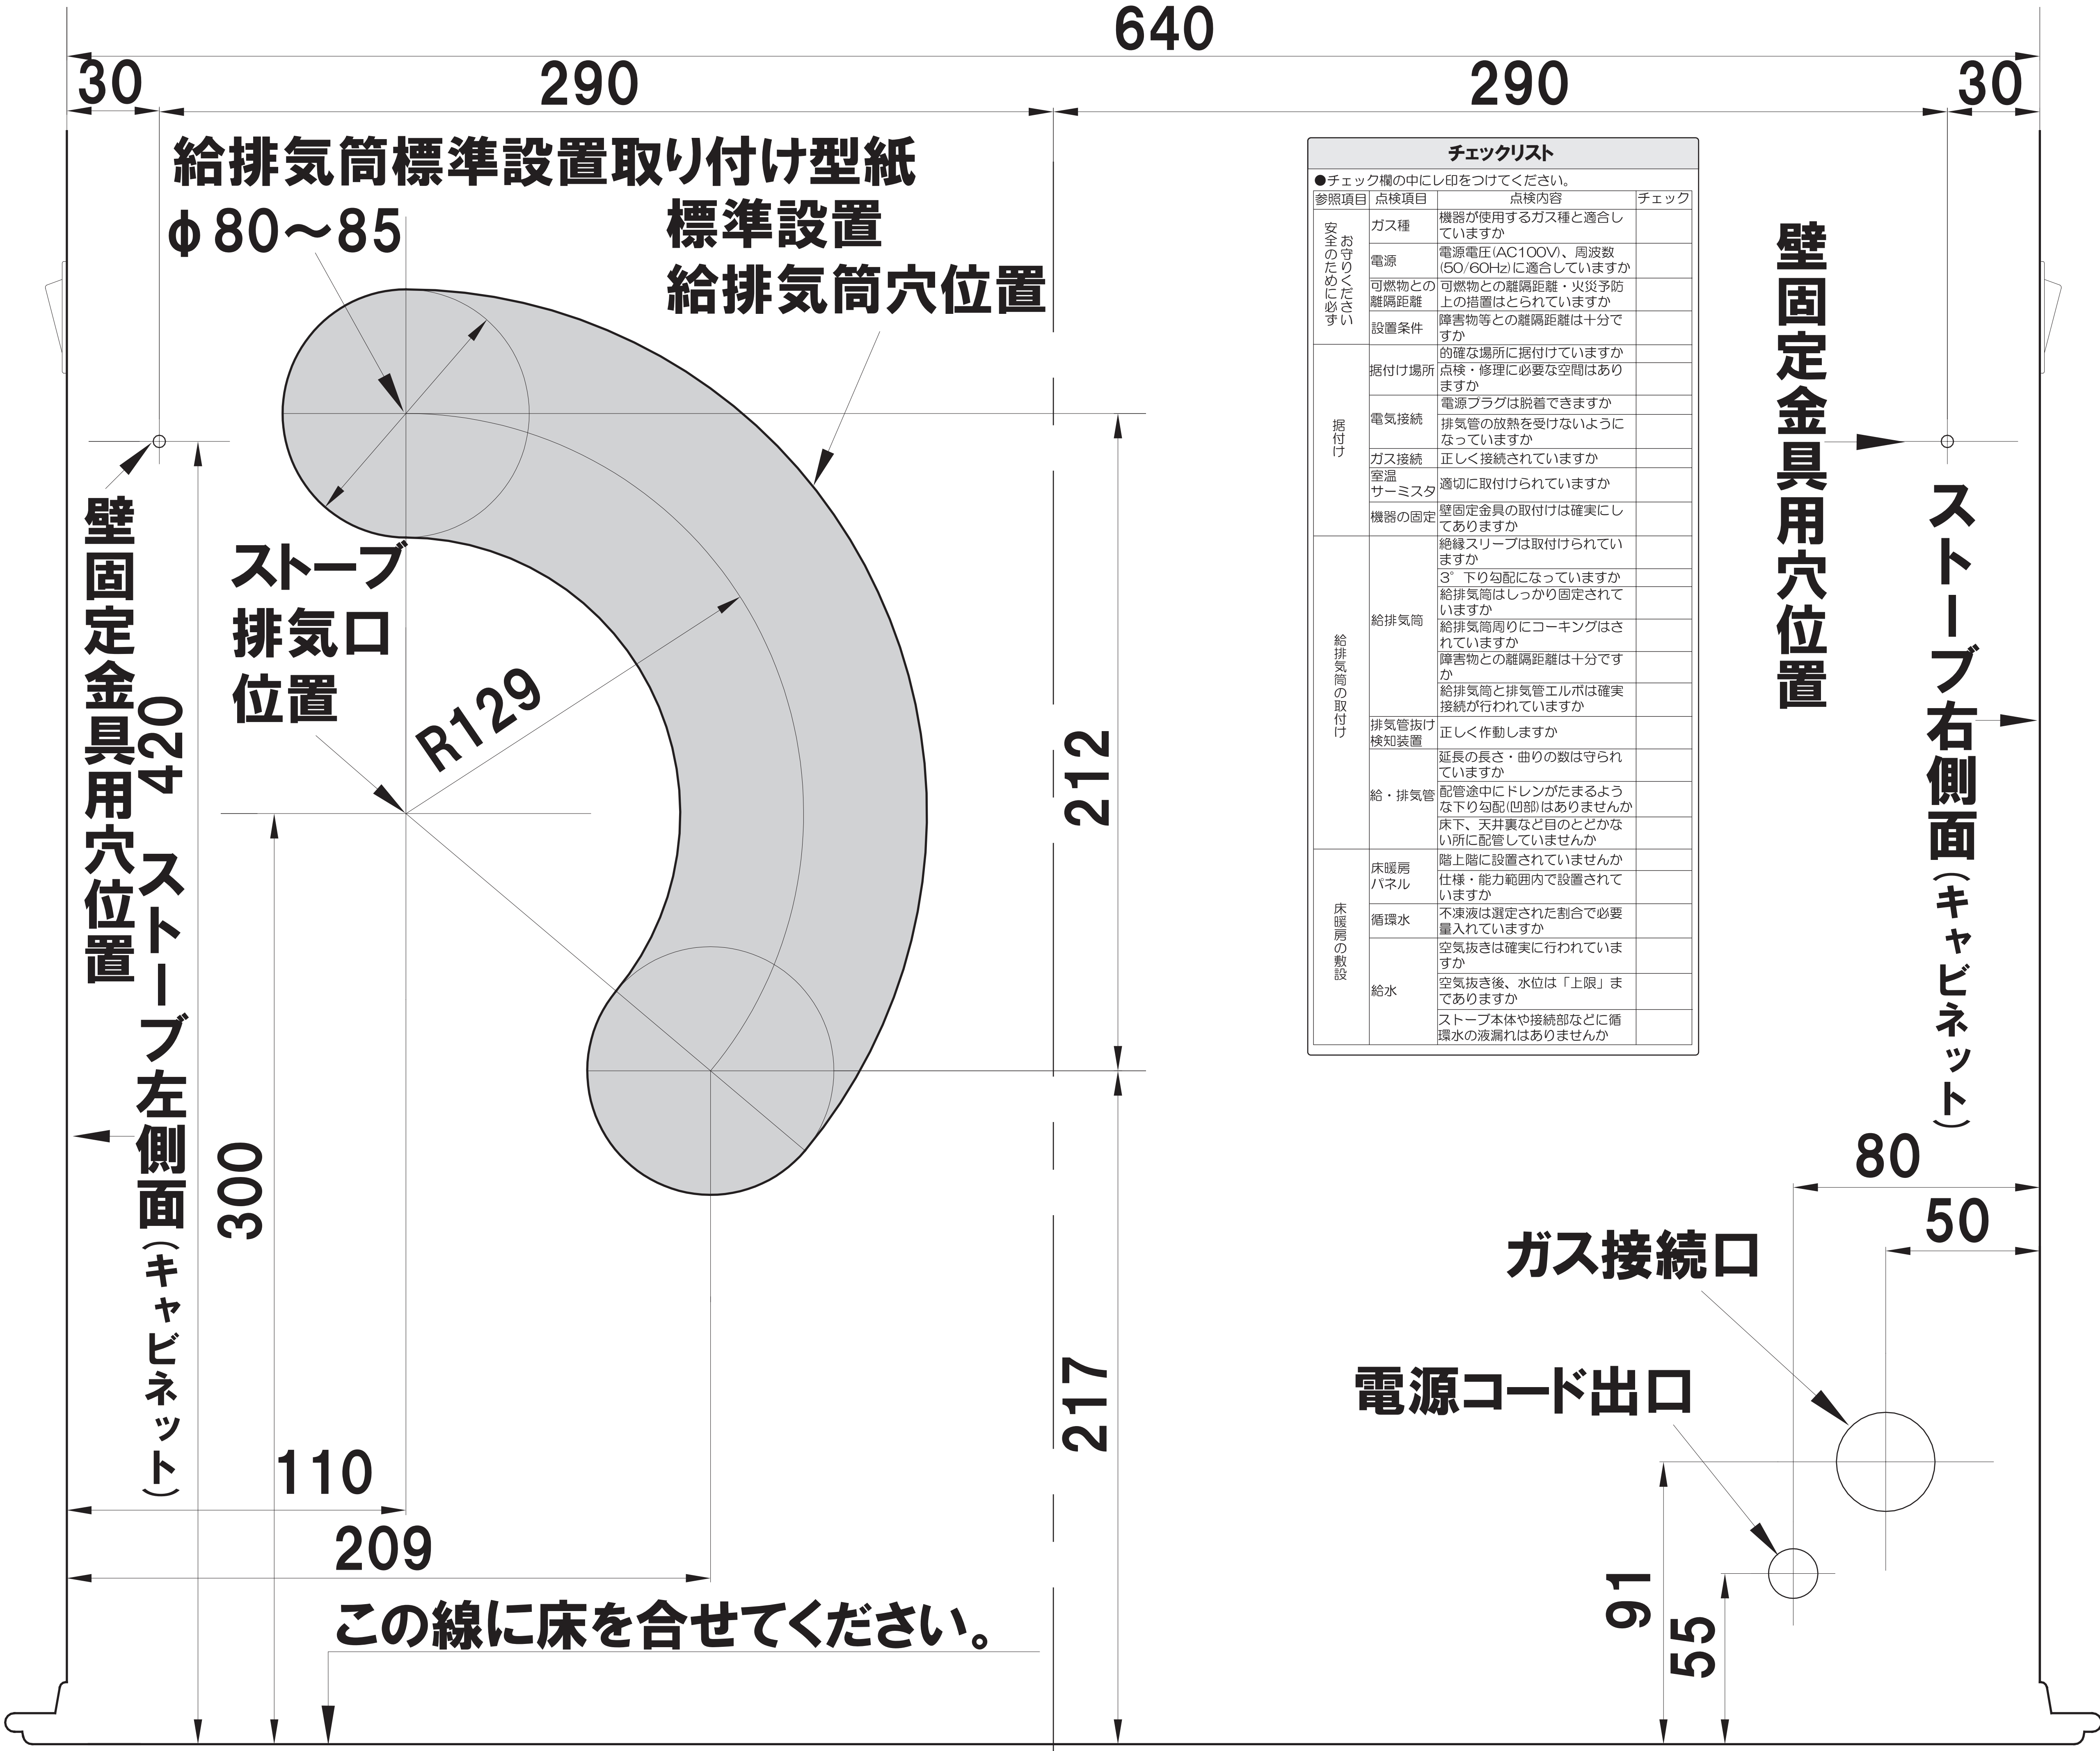 640
30
290
290
30
給排気筒標準設置取り付け型紙
φ80～85
標準設置
給排気筒穴位置
壁固定金具用穴位置
ストーブ
排気口
位置
R129
420
ストーブ左側面（キャビネット）
300
212
217
110
209
この線に床を合せてください。
チェックリスト
●チェック欄の中にレ印をつけてください。
参照項目 点検項目 点検内容 チェック
お守りください
安全のために必ず
ガス種
機器が使用するガス種と適合し
ていますか
電源
電源電圧(AC100V)、周波数
(50/60Hz)に適合していますか
可燃物との
離隔距離
可燃物との離隔距離・火災予防
上の措置はとられていますか
設置条件
障害物等との離隔距離は十分で
すか
据付け
据付け場所
的確な場所に据付けていますか
点検・修理に必要な空間はあり
ますか
電気接続
電源プラグは脱着できますか
排気管の放熱を受けないように
なっていますか
ガス接続
正しく接続されていますか
室温
サーミスタ
適切に取付けられていますか
機器の固定
壁固定金具の取付けは確実にし
てありますか
給排気筒の取付け
給排気筒
絶縁スリーブは取付けられてい
ますか
3°下り勾配になっていますか
給排気筒はしっかり固定されて
いますか
給排気筒周りにコーキングはさ
れていますか
障害物との離隔距離は十分です
か
給排気筒と排気管エルボは確実
接続が行われていますか
排気管抜け
検知装置
正しく作動しますか
給・排気管
延長の長さ・曲りの数は守られ
ていますか
配管途中にドレンがたまるよう
な下り勾配(凹部)はありませんか
床下、天井裏など目のとどかな
い所に配管していませんか
床暖房の敷設
床暖房
パネル
階上階に設置されていませんか
仕様・能力範囲内で設置されて
いますか
循環水
不凍液は選定された割合で必要
量入れていますか
給水
空気抜きは確実に行われていま
すか
空気抜き後、水位は「上限」ま
でありますか
ストーブ本体や接続部などに循
環水の液漏れはありませんか
壁固定金具用穴位置
ストーブ右側面（キャビネット）
80
50
ガス接続口
電源コード出口
91
55